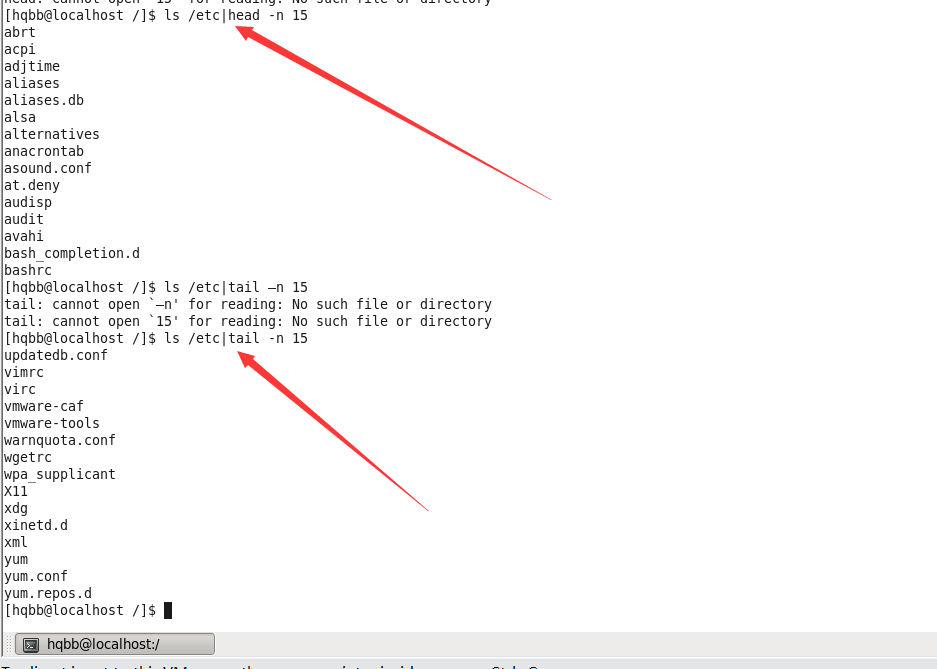 head: cannot open `15' for reading: No such file or directory
[hqbb@localhost /]$ ls /etc|head -n 15
abrt
acpi
adjtime
aliases
aliases.db
alsa
alternatives
anacrontab
asound.conf
at.deny
audisp
audit
avahi
bash_completion.d
bashrc
[hqbb@localhost /]$ ls /etc|tail –n 15
tail: cannot open `–n' for reading: No such file or directory
tail: cannot open `15' for reading: No such file or directory
[hqbb@localhost /]$ ls /etc|tail -n 15
updatedb.conf
vimrc
virc
vmware-caf
vmware-tools
warnquota.conf
wgetrc
wpa_supplicant
X11
xdg
xinetd.d
xml
yum
yum.conf
yum.repos.d
[hqbb@localhost /]$
hqbb@localhost:/